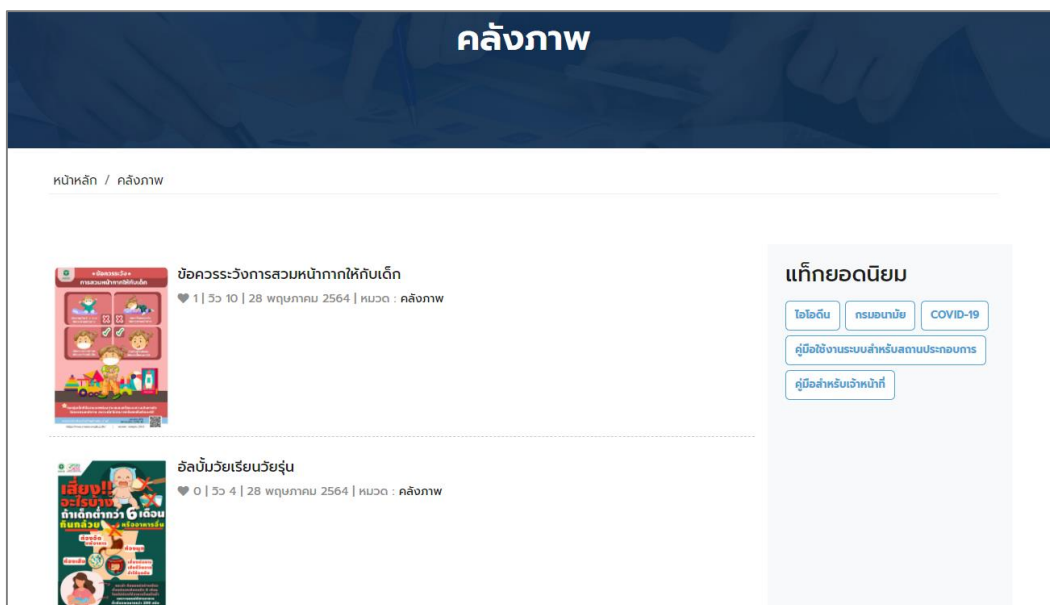 คลังภาพ
หน้าหลัก / คลังภาพ
ข้อควรระวังการสวมหน้ากากให้กับเด็ก
1 | วิว 10 | 28 พฤษภาคม 2564 | หมวด : คลังภาพ
ข้อควรระวัง
การสวมหน้ากากให้กับเด็ก
อัลบั้มวัยเรียนวัยรุ่น
0 | วิว 4 | 28 พฤษภาคม 2564 | หมวด : คลังภาพ
เสี่ยง!!
อะไรบ้าง
ถ้าเด็กต่ำกว่า 6 เดือน
กินกล้วย หรืออาหารอื่น
แท็กยอดนิยม
ไอโอดีน
กรมอนามัย
COVID-19
คู่มือใช้งานระบบสำหรับสถานประกอบการ
คู่มือสำหรับเจ้าหน้าที่